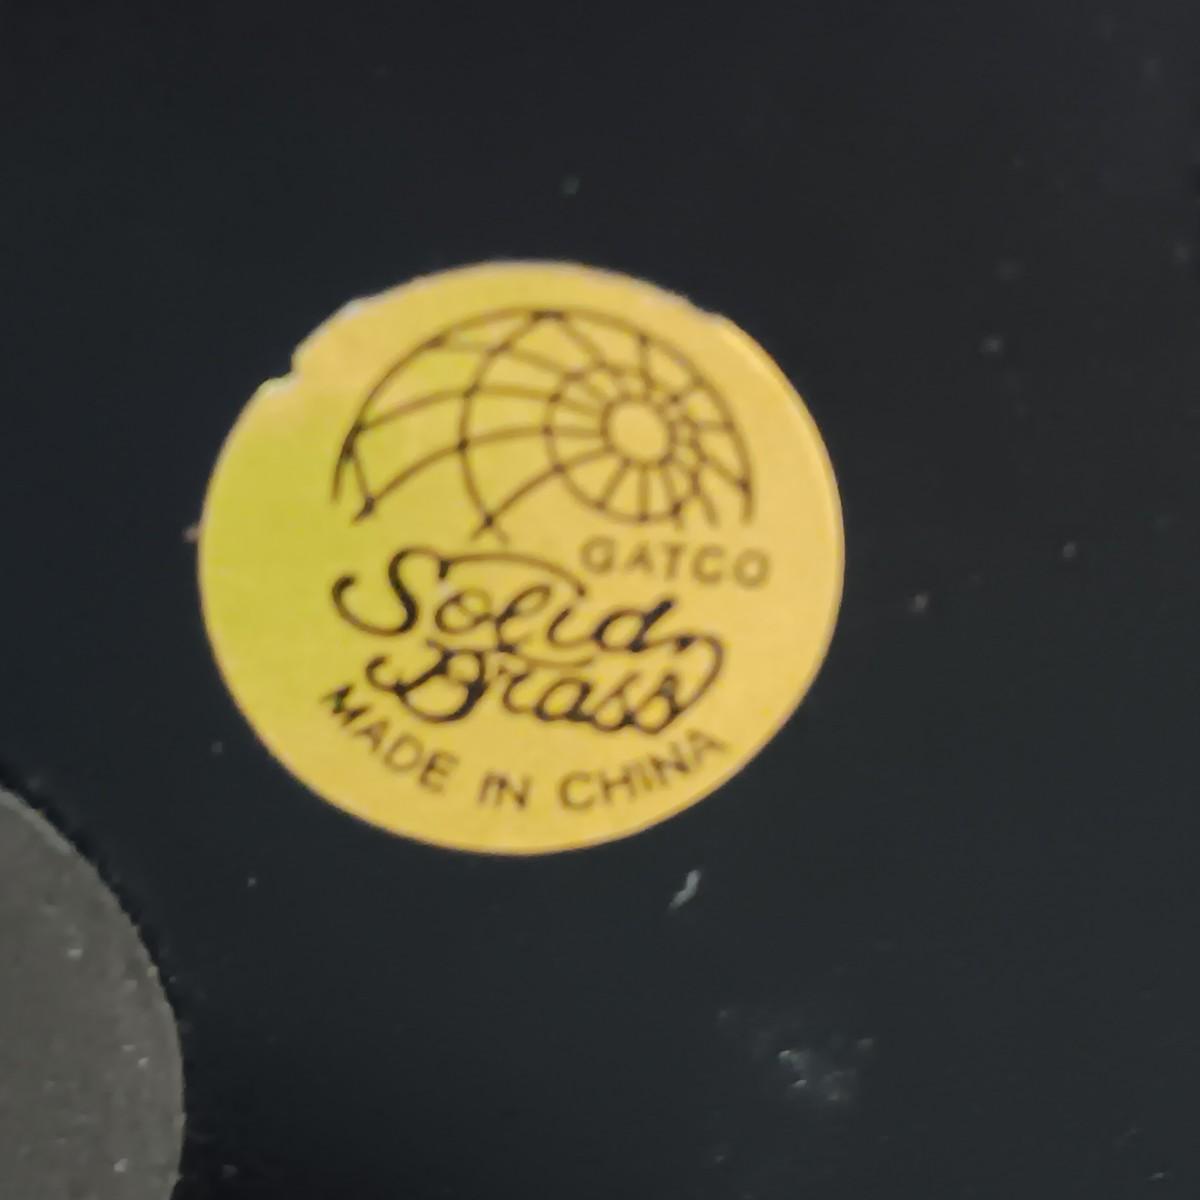 GATCO
Solid
Brass
MADE IN CHINA